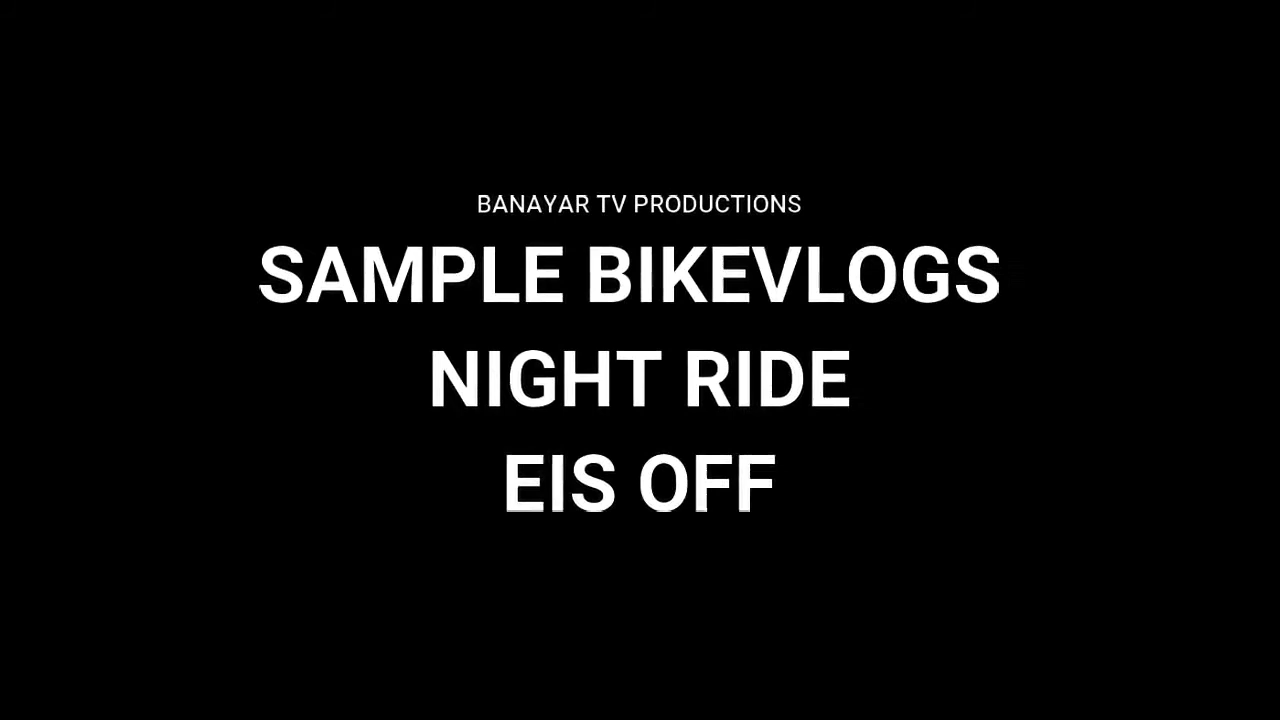 BANAYAR TV PRODUCTIONS
SAMPLE BIKEVLOGS
NIGHT RIDE
EIS OFF